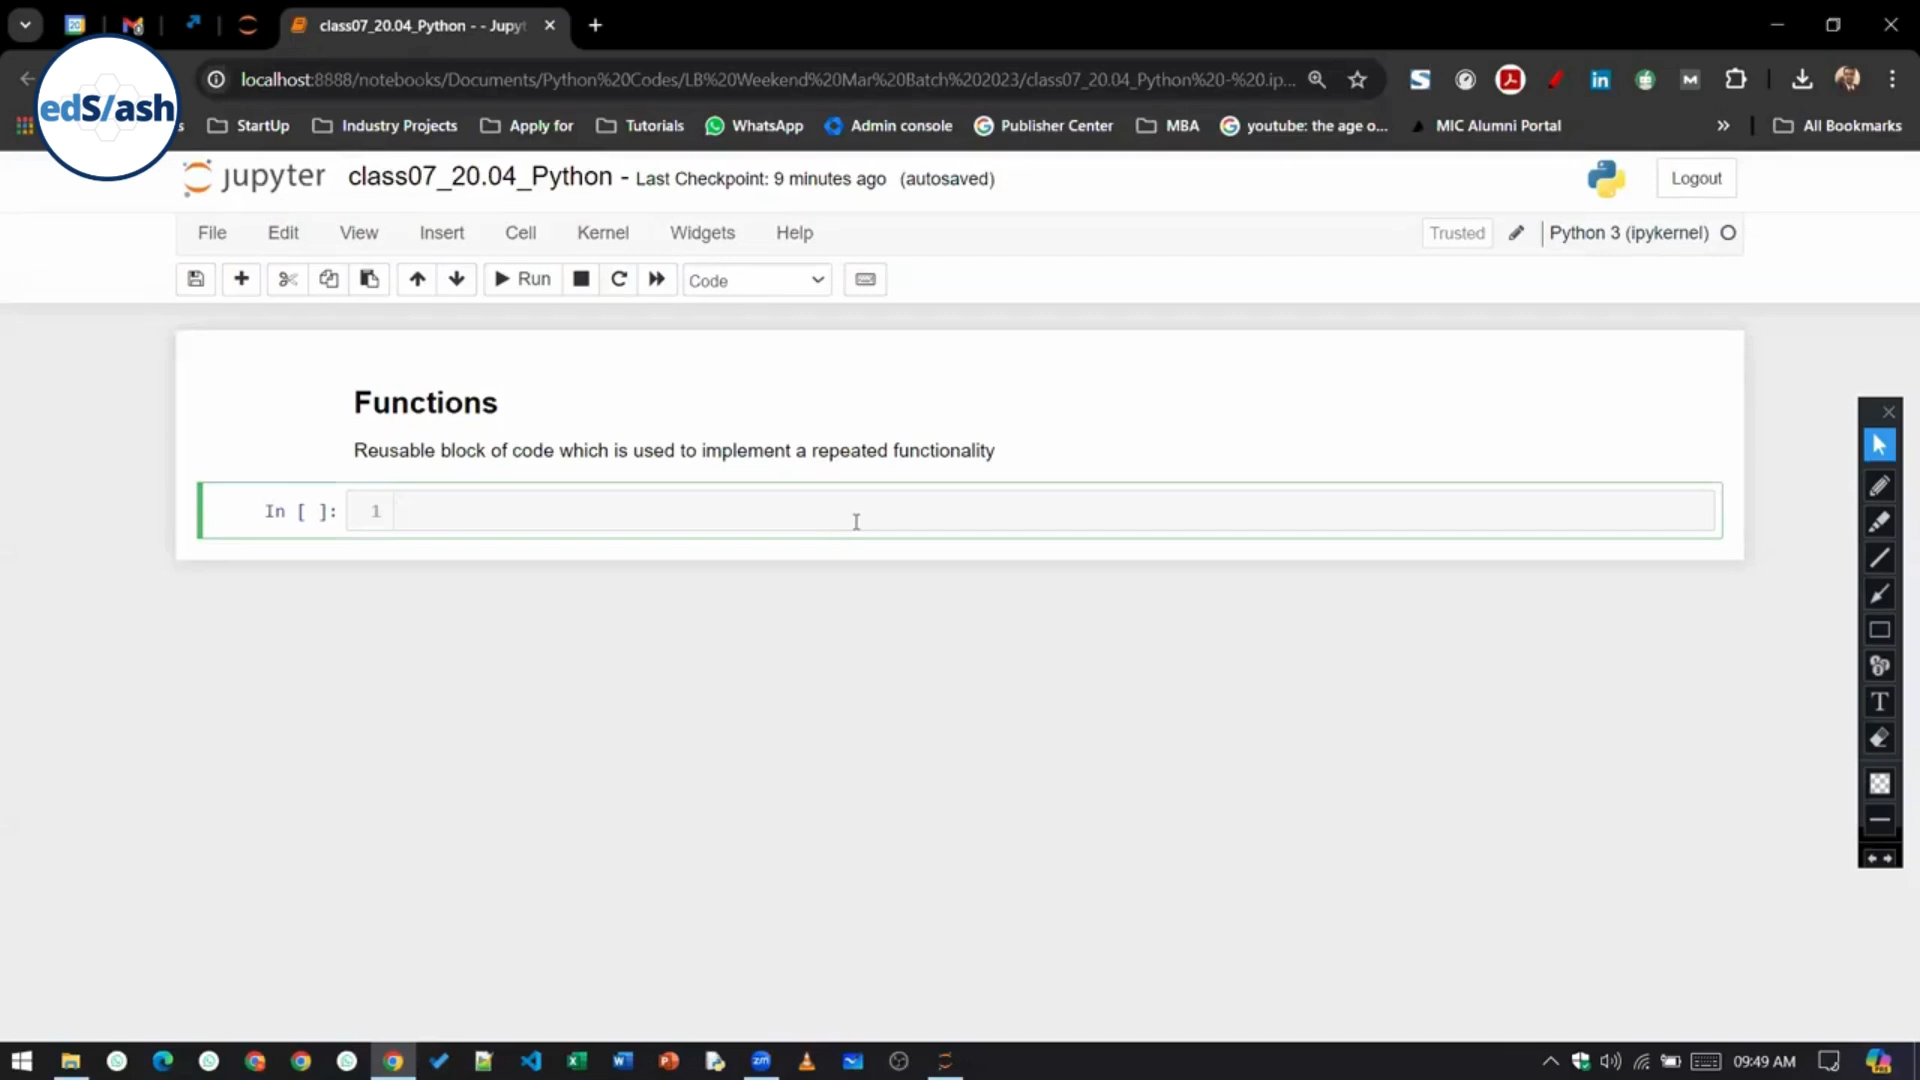 class07_20.04_Python - - Jupyt
localhost:8888/notebooks/Documents/Python%20Codes/LB%20Weekend%20Mar%20Batch%202023/class07_20.04_Python%20-%20.ip...
edS/ash
StartUp
Industry Projects
Apply for
Tutorials
WhatsApp
Admin console
Publisher Center
MBA
youtube: the age o...
MIC Alumni Portal
All Bookmarks
jupyter class07_20.04_Python - Last Checkpoint: 9 minutes ago (autosaved)
Logout
File Edit View Insert Cell Kernel Widgets Help
Trusted
Python 3 (ipykernel)
Run
Code
Functions
Reusable block of code which is used to implement a repeated functionality
In [ ]: 1
T
09:49 AM